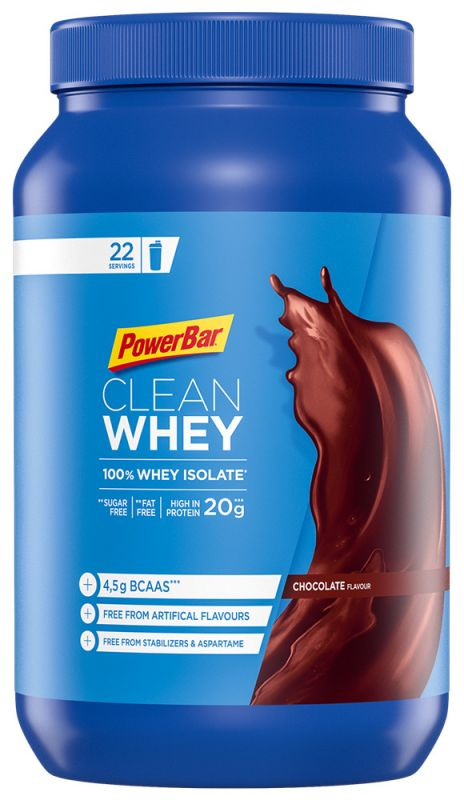 22
SERVINGS
PowerBar
CLEAN
WHEY
100% WHEY ISOLATE*
**SUGAR FREE
**FAT FREE
HIGH IN PROTEIN 20g***
4,5g BCAAS***
CHOCOLATE FLAVOUR
FREE FROM ARTIFICAL FLAVOURS
FREE FROM STABILIZERS & ASPARTAME